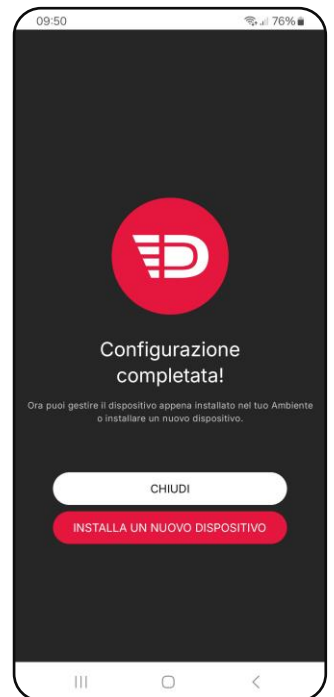 09:50
76%
Configurazione
completata!
Ora puoi gestire il dispositivo appena installato nel tuo Ambiente
o installare un nuovo dispositivo.
CHIUDI
INSTALLA UN NUOVO DISPOSITIVO